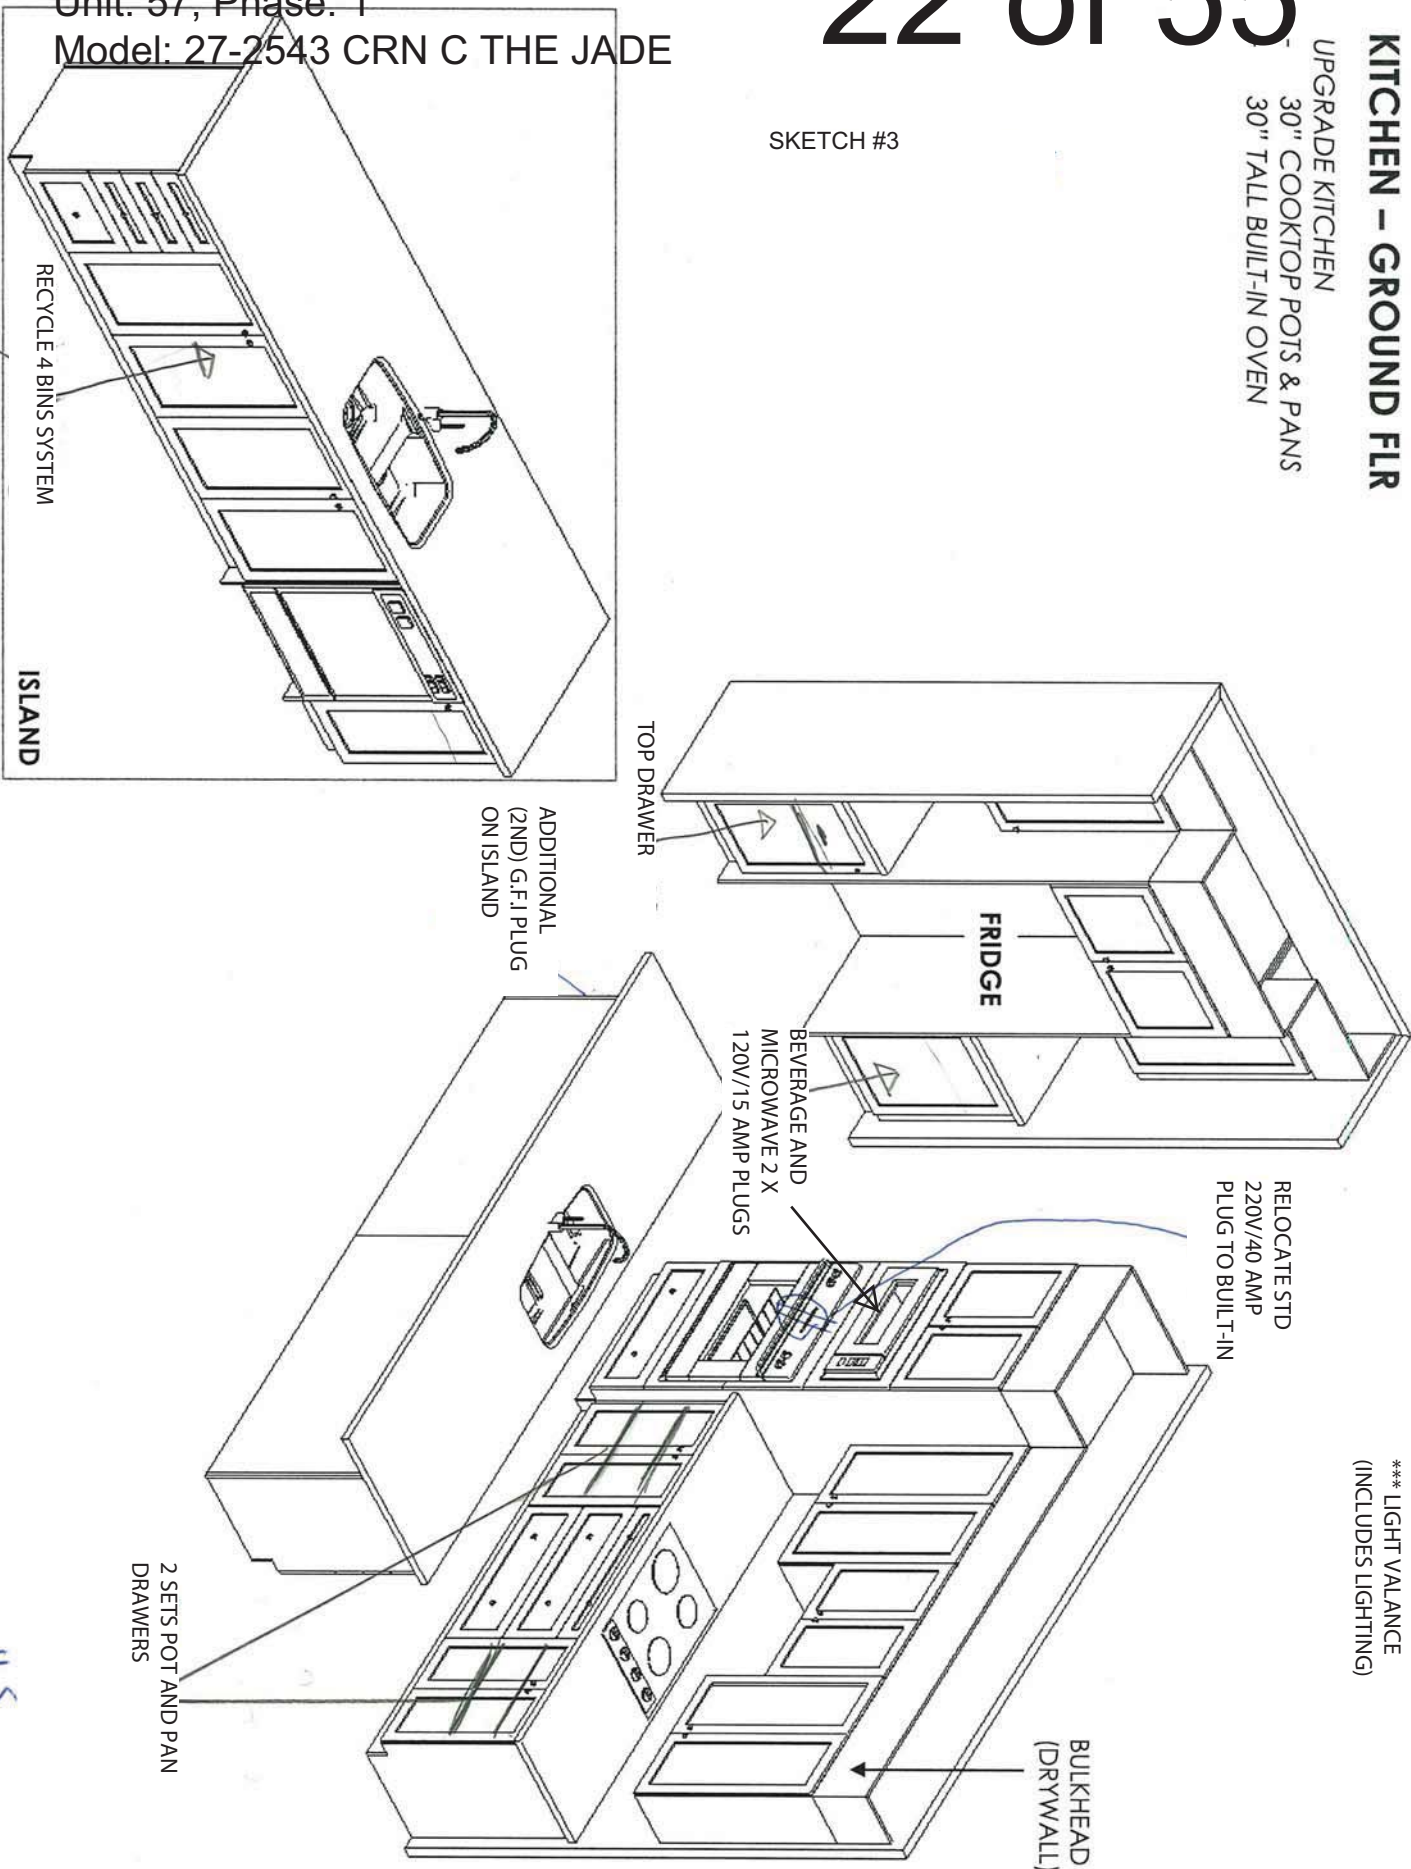 Unit: 57, Phase: 1
Model: 27-2543 CRN C THE JADE
22 of 55
SKETCH #3
KITCHEN – GROUND FLR
UPGRADE KITCHEN
- 30" COOKTOP POTS & PANS
30" TALL BUILT-IN OVEN
RECYCLE 4 BINS SYSTEM
ISLAND
TOP DRAWER
FRIDGE
ADDITIONAL
(2ND) G.F.I PLUG
ON ISLAND
BEVERAGE AND
MICROWAVE 2 X
120V/15 AMP PLUGS
RELOCATE STD
220V/40 AMP
PLUG TO BUILT-IN
*** LIGHT VALANCE
(INCLUDES LIGHTING)
2 SETS POT AND PAN
DRAWERS
BULKHEAD
(DRYWALL)